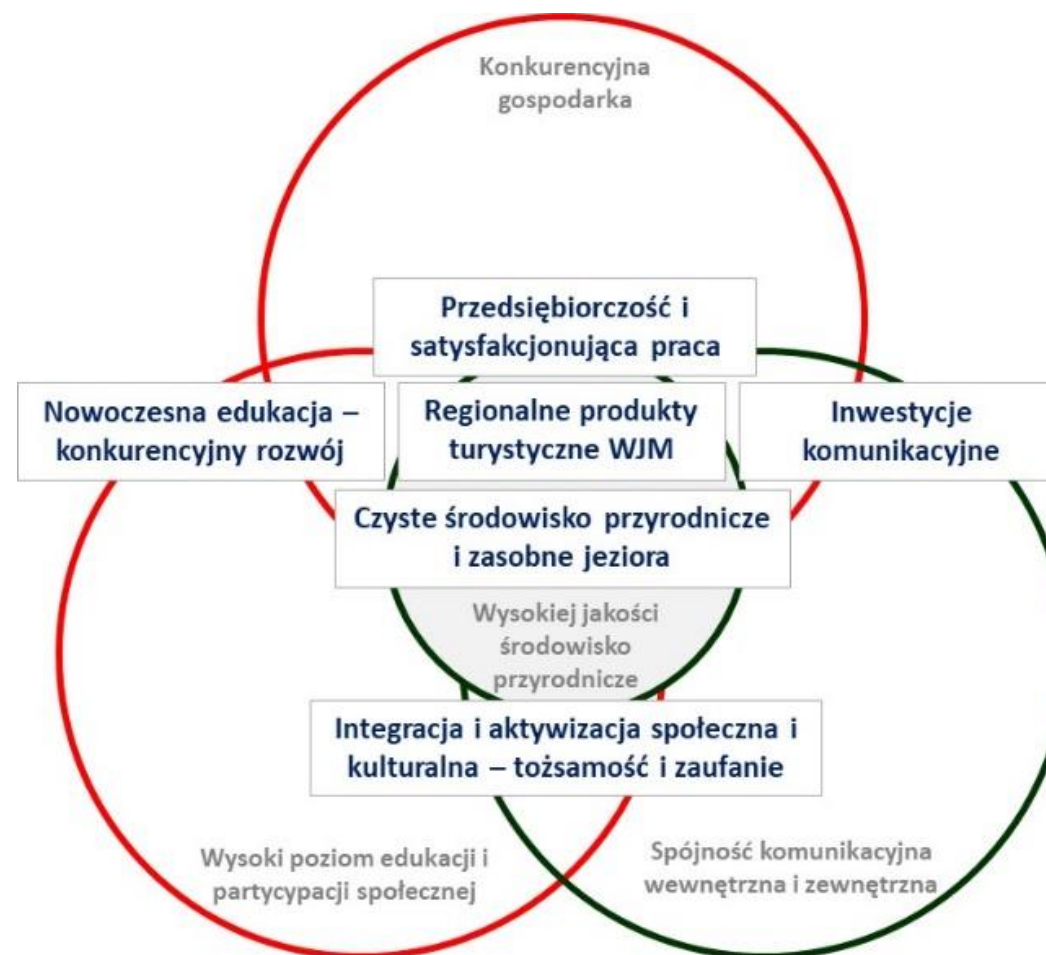 Konkurencyjna
gospodarka
Przedsiębiorczość i
satysfakcjonująca praca
Nowoczesna edukacja –
konkurencyjny rozwój
Regionalne produkty
turystyczne WJM
Inwestycje
komunikacyjne
Czyste środowisko przyrodnicze
i zasobne jeziora
Wysokiej jakości
środowisko
przyrodnicze
Integracja i aktywizacja społeczna i
kulturalna – tożsamość i zaufanie
Wysoki poziom edukacji i
partycypacji społecznej
Spójność komunikacyjna
wewnętrzna i zewnętrzna